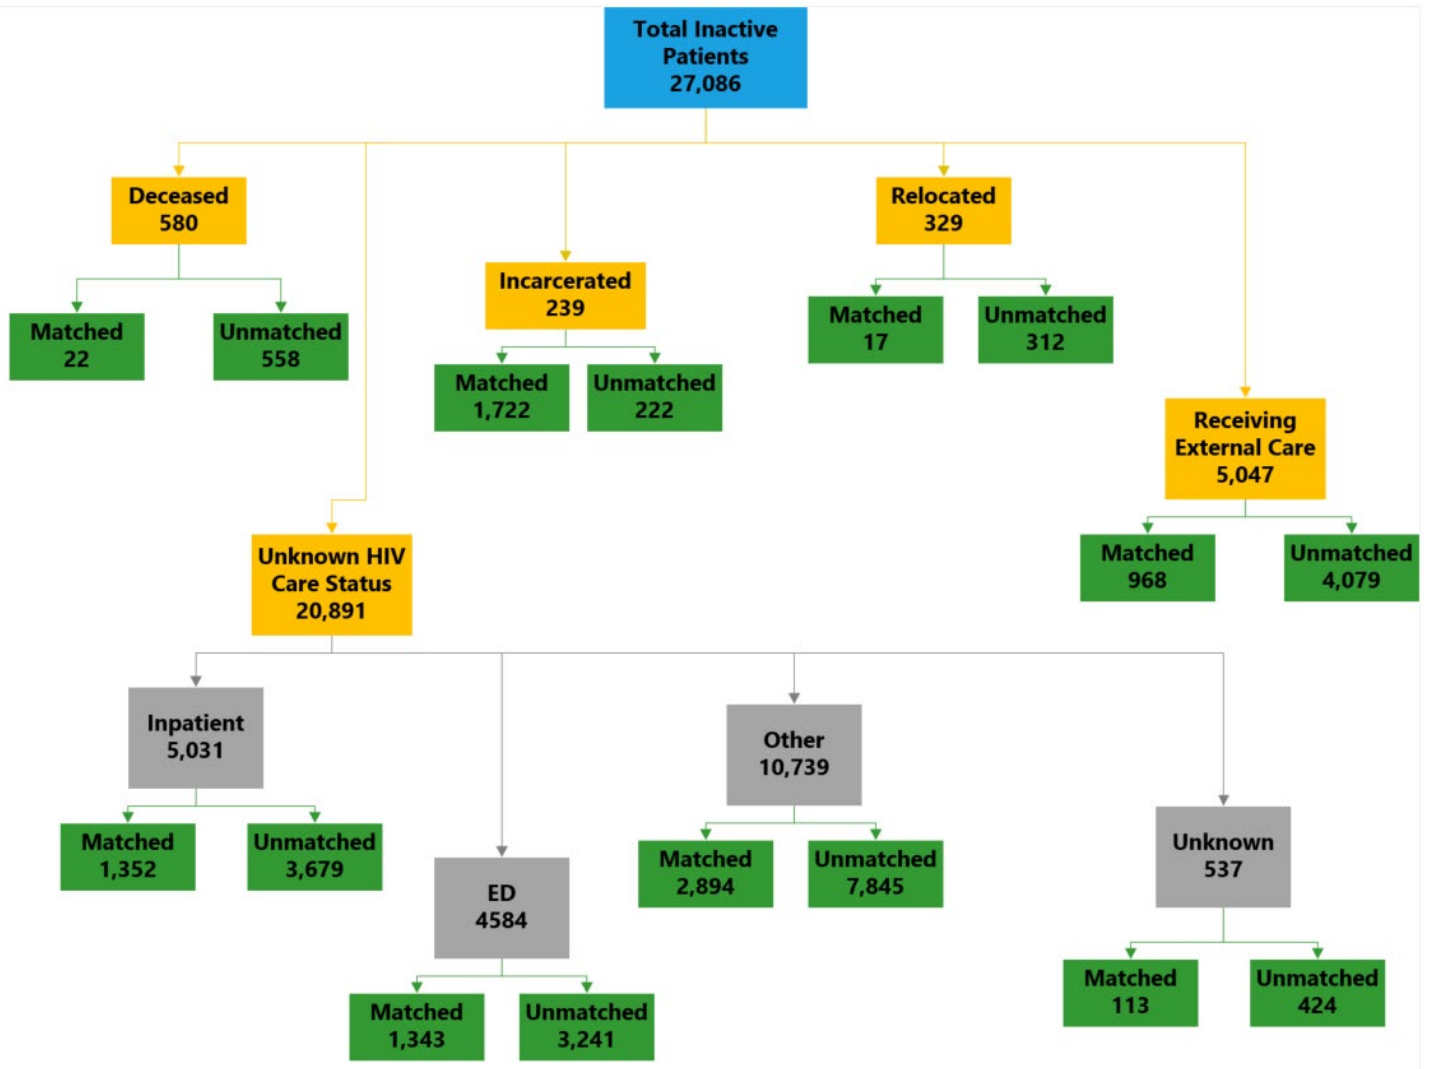 Total Inactive
Patients
27,086
Deceased
580
Matched
22
Unmatched
558
Incarcerated
239
Matched
1,722
Unmatched
222
Relocated
329
Matched
17
Unmatched
312
Receiving
External Care
5,047
Matched
968
Unmatched
4,079
Unknown HIV
Care Status
20,891
Inpatient
5,031
Matched
1,352
Unmatched
3,679
ED
4584
Matched
1,343
Unmatched
3,241
Other
10,739
Matched
2,894
Unmatched
7,845
Unknown
537
Matched
113
Unmatched
424